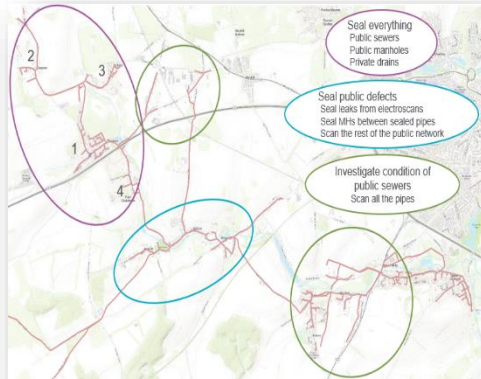 Seal everything
Public sewers
Public manholes
Private drains
Seal public defects
Seal leaks from electroscans
Seal MHs between sealed pipes
Scan the rest of the public network
Investigate condition of
public sewers
Scan all the pipes
2
3
1
4